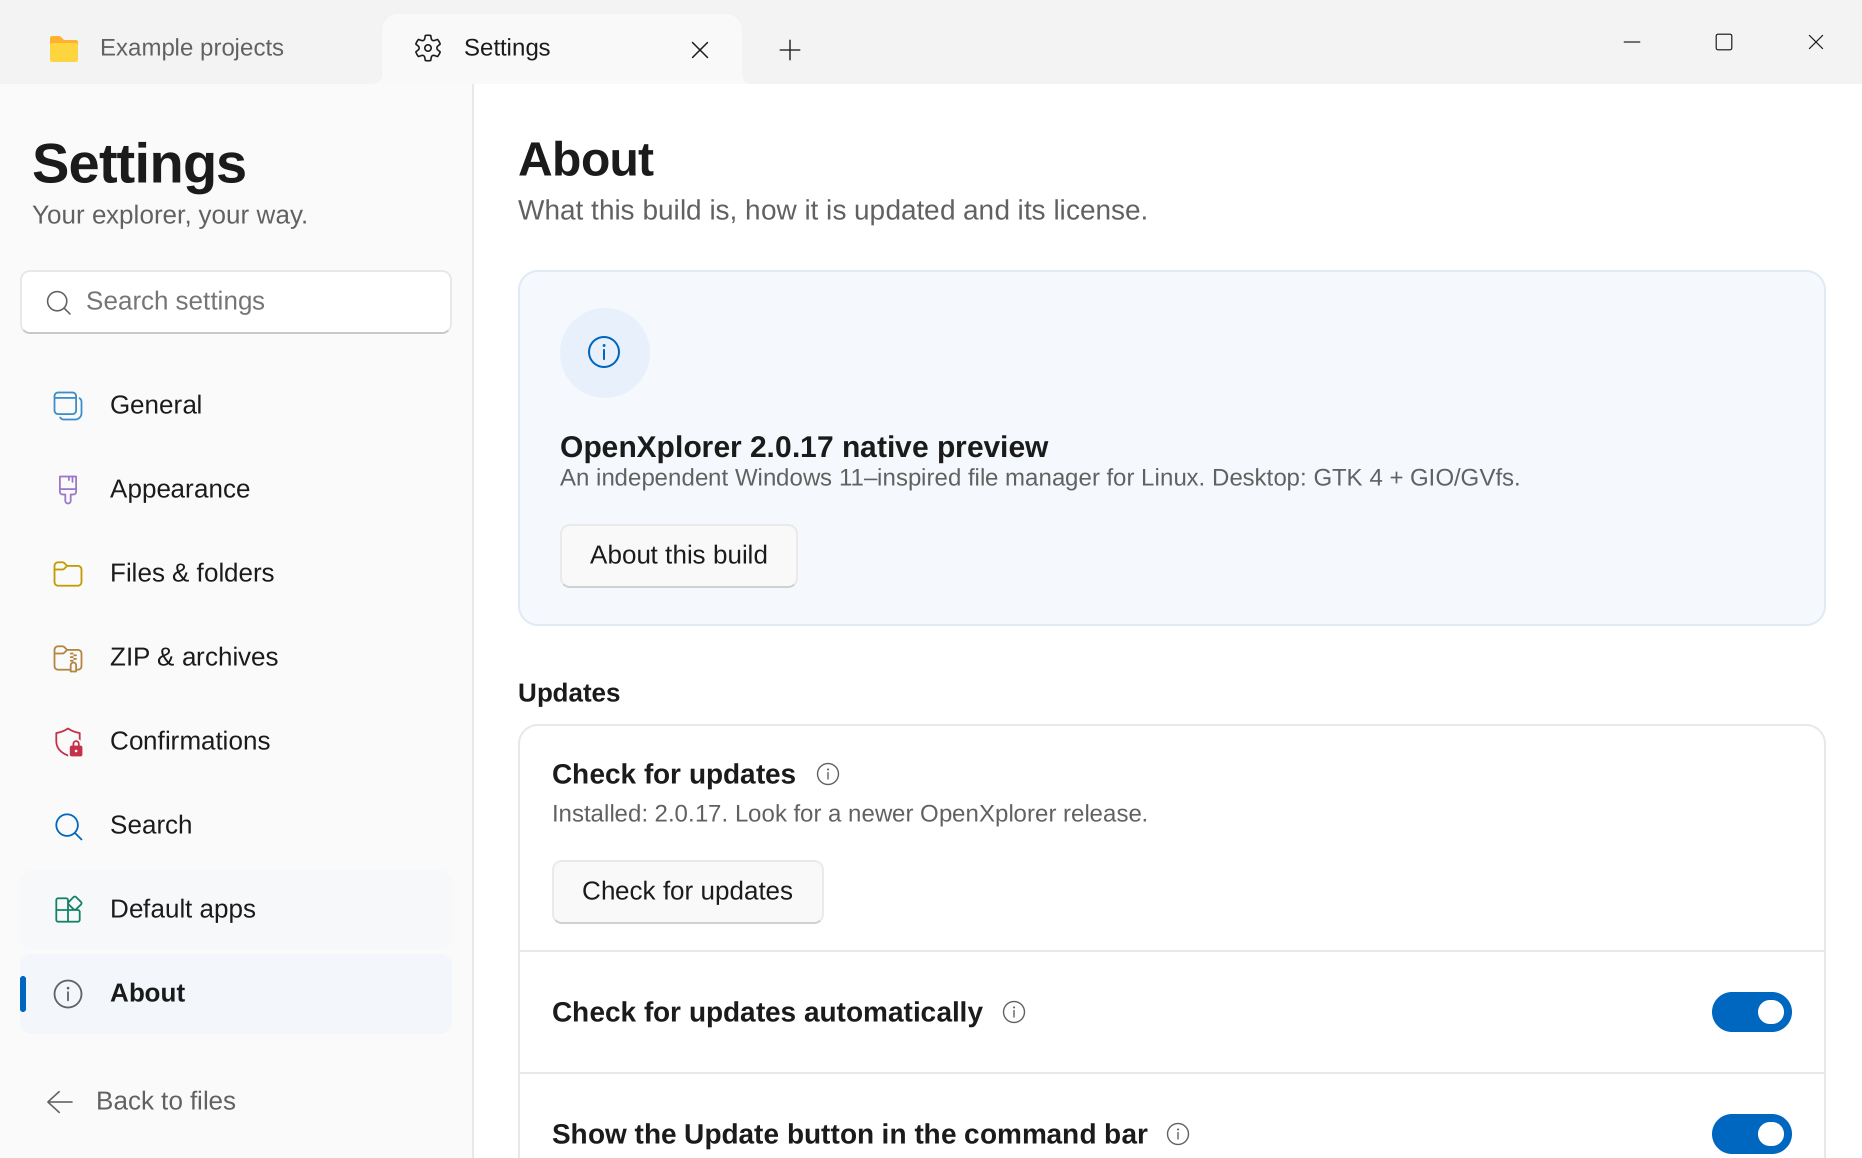 Example projects
Settings
Settings
Your explorer, your way.
Search settings
General
Appearance
Files & folders
ZIP & archives
Confirmations
Search
Default apps
About
Back to files
About
What this build is, how it is updated and its license.
OpenXplorer 2.0.17 native preview
An independent Windows 11–inspired file manager for Linux. Desktop: GTK 4 + GIO/GVfs.
About this build
Updates
Check for updates
Installed: 2.0.17. Look for a newer OpenXplorer release.
Check for updates
Check for updates automatically
Show the Update button in the command bar